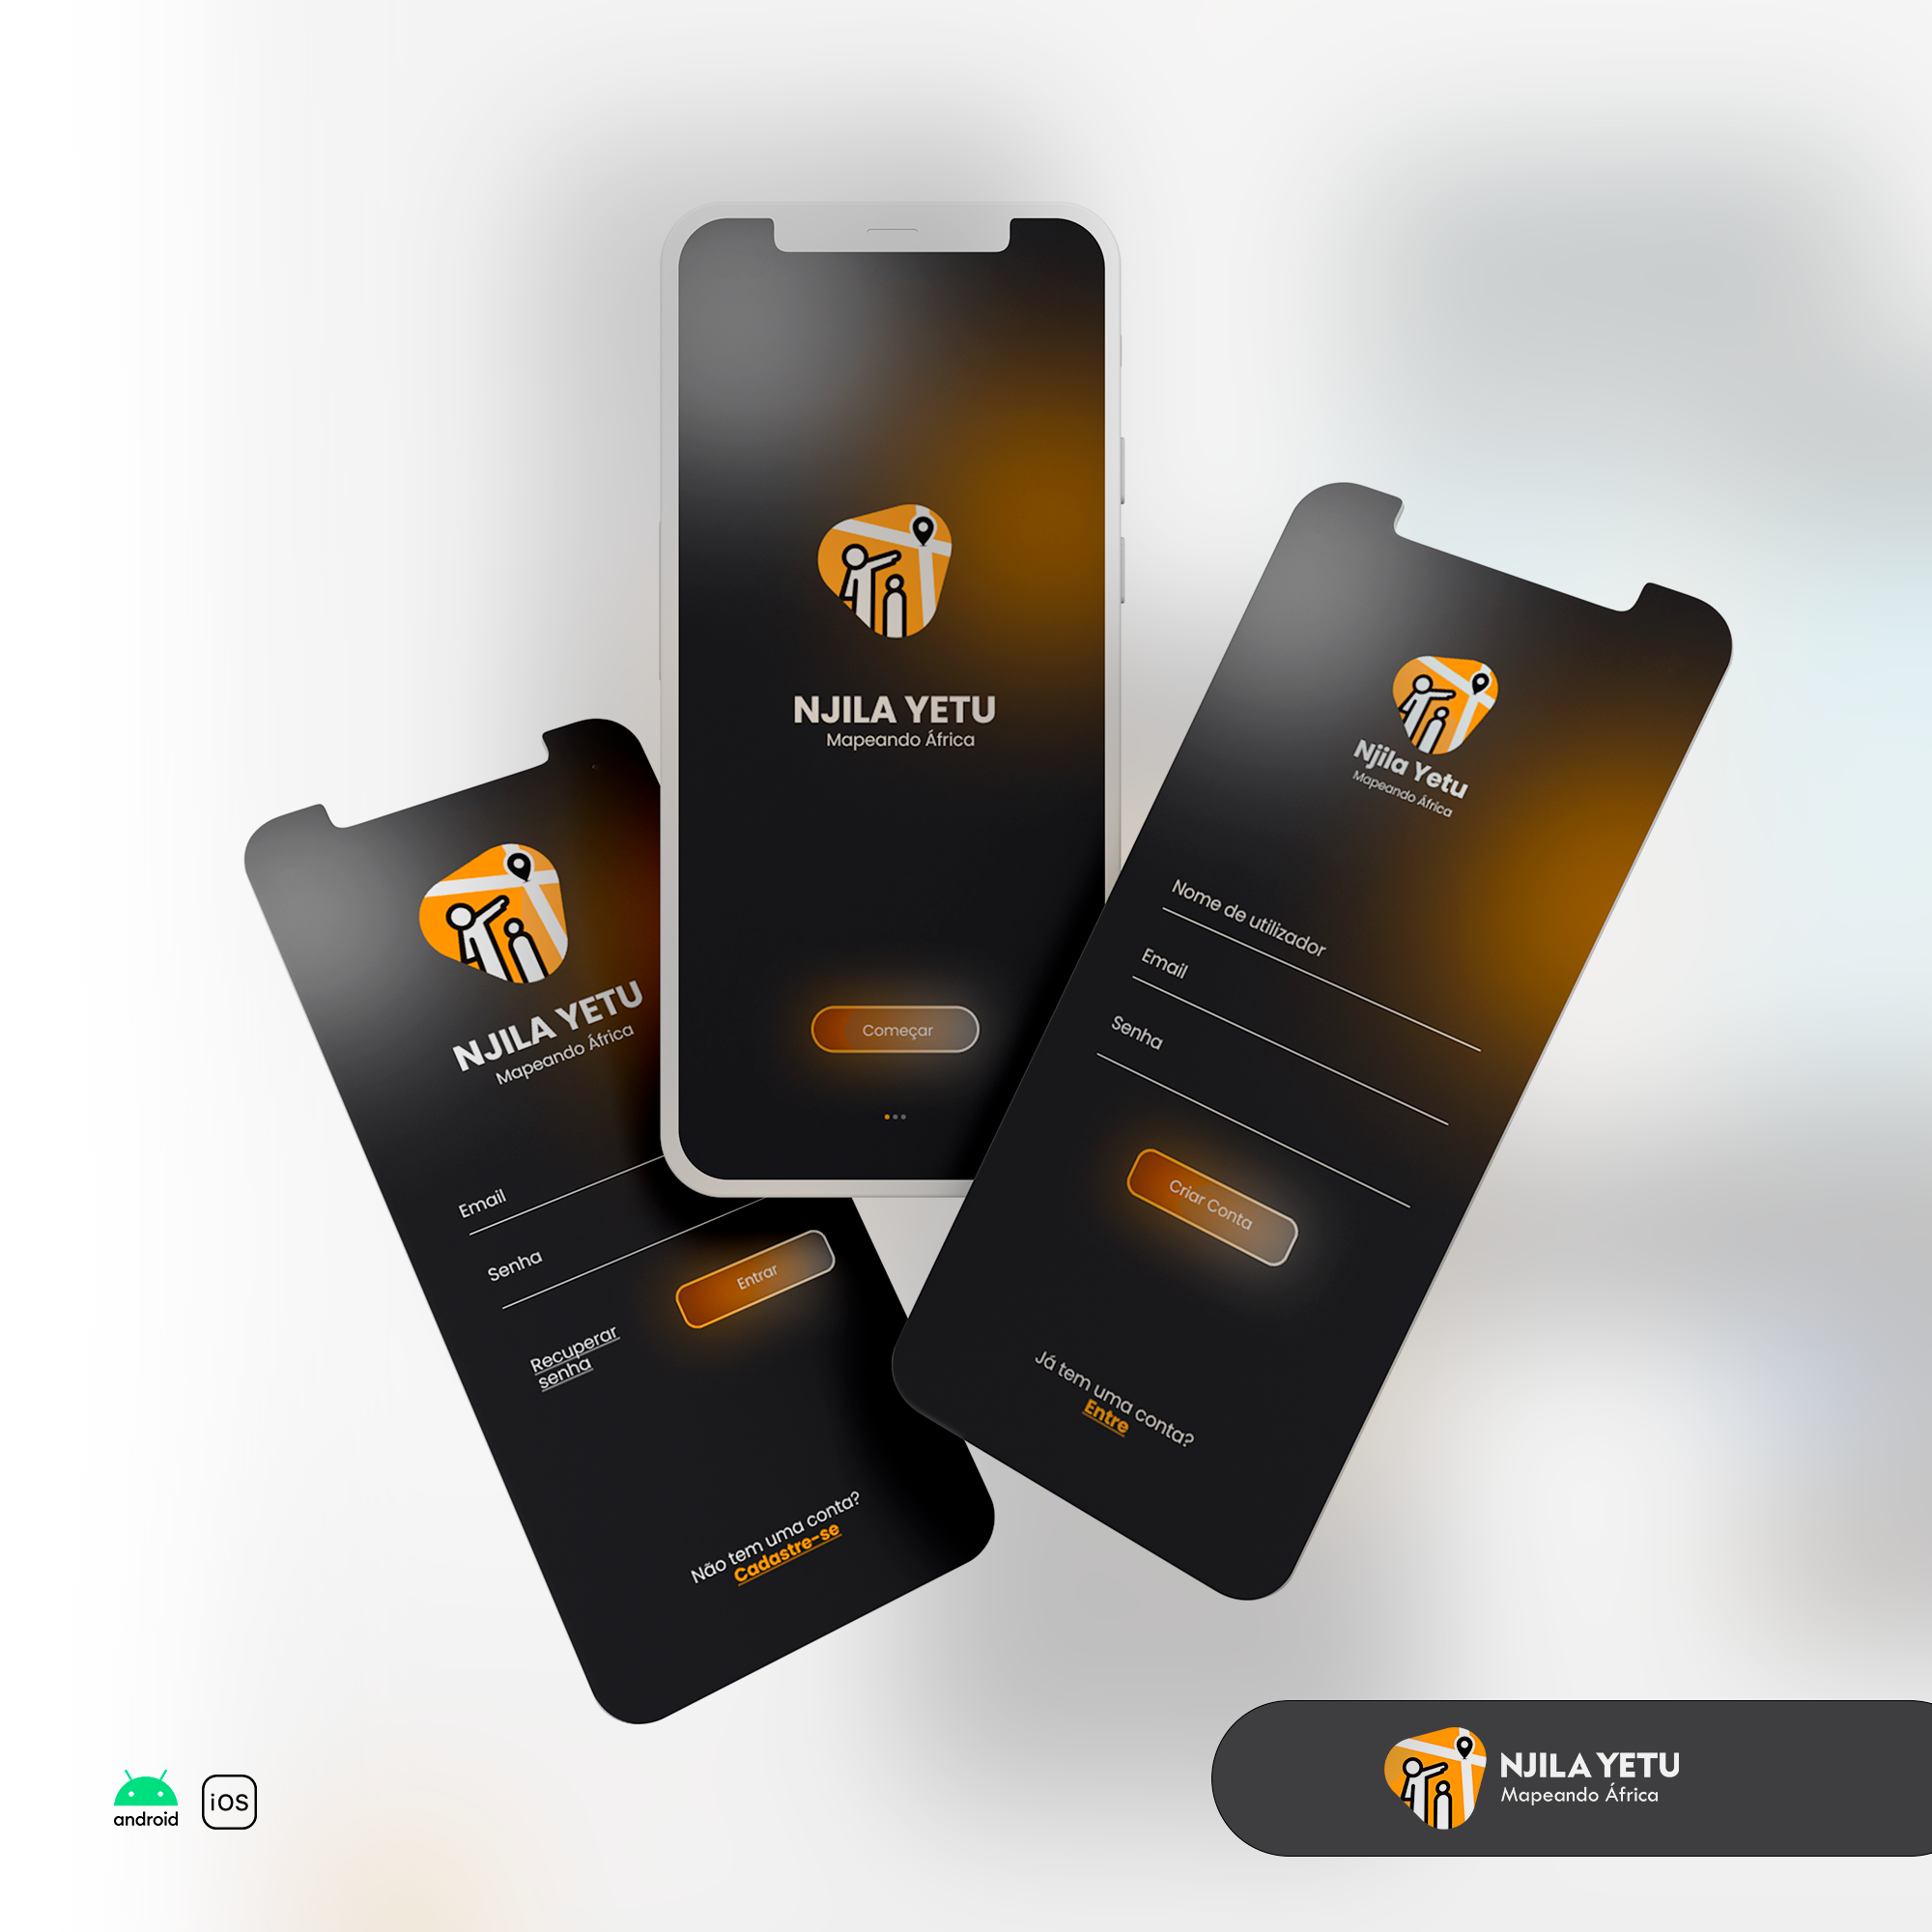 NJILA YETU
Mapeando África
Começar
NJILA YETU
Mapeando África
Email
Senha
Entrar
Recuperar
senha
Não tem uma conta?
Cadastre-se
Njila Yetu
Mapeando África
Nome de utilizador
Email
Senha
Criar Conta
Já tem uma conta?
Entre
android
iOS
NJILA YETU
Mapeando África